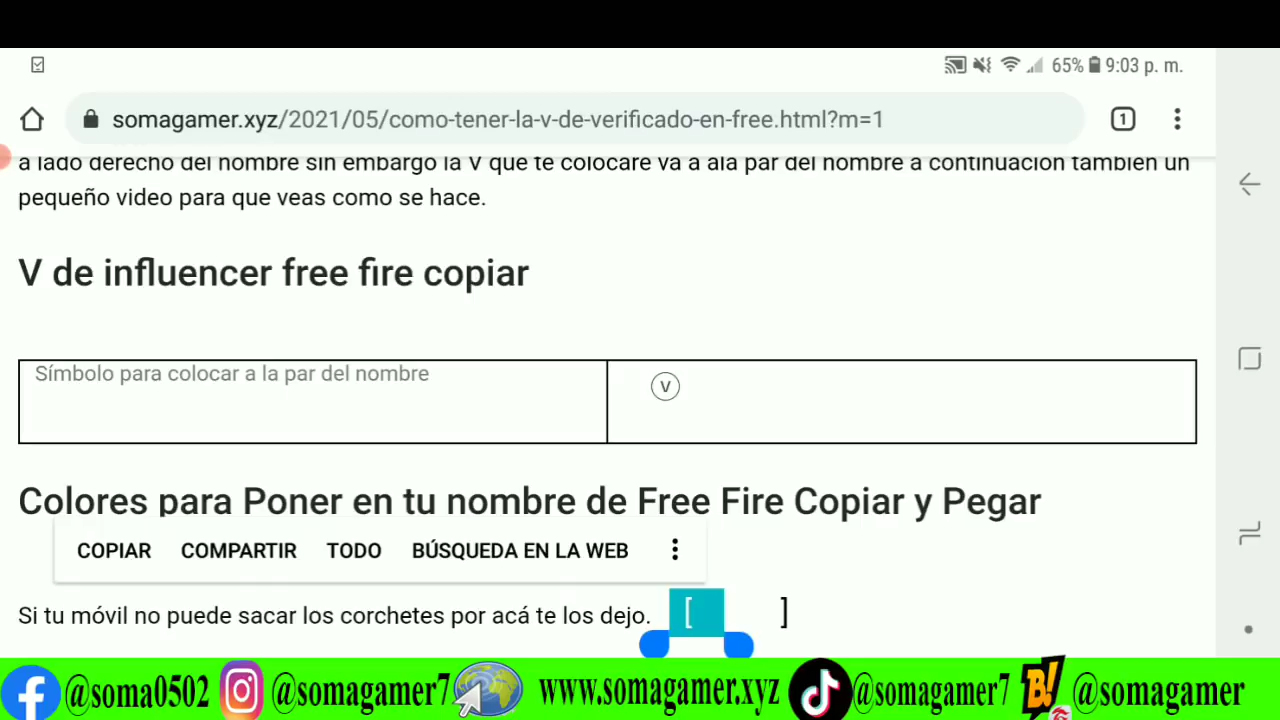 65% 9:03 p. m.
somagamer.xyz/2021/05/como-tener-la-v-de-verificado-en-free.html?m=1
1
a lado derecho del nombre sin embargo la V que te colocare va a ala par del nombre a continuación también un
pequeño video para que veas como se hace.
V de influencer free fire copiar
Símbolo para colocar a la par del nombre
ⓥ
Colores para Poner en tu nombre de Free Fire Copiar y Pegar
COPIAR COMPARTIR TODO BÚSQUEDA EN LA WEB
Si tu móvil no puede sacar los corchetes por acá te los dejo. [ ]
@soma0502 @somagamer7 www.somagamer.xyz @somagamer7 B! @somagamer